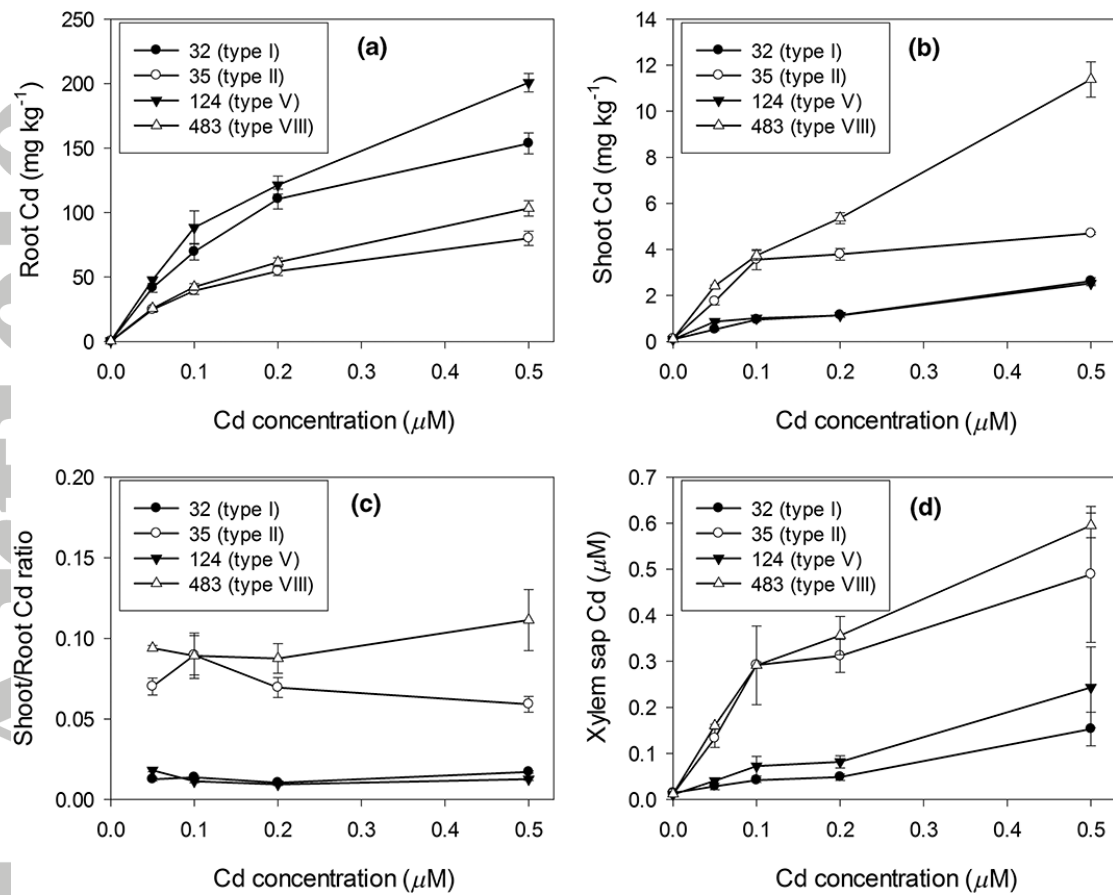 (a)
32 (type I)
35 (type II)
124 (type V)
483 (type VIII)
Root Cd (mg kg⁻¹)
250
200
150
100
50
0
0.0 0.1 0.2 0.3 0.4 0.5
Cd concentration (μM)
(b)
32 (type I)
35 (type II)
124 (type V)
483 (type VIII)
Shoot Cd (mg kg⁻¹)
14
12
10
8
6
4
2
0
0.0 0.1 0.2 0.3 0.4 0.5
Cd concentration (μM)
(c)
32 (type I)
35 (type II)
124 (type V)
483 (type VIII)
Shoot/Root Cd ratio
0.20
0.15
0.10
0.05
0.00
0.0 0.1 0.2 0.3 0.4 0.5
Cd concentration (μM)
(d)
32 (type I)
35 (type II)
124 (type V)
483 (type VIII)
Xylem sap Cd (μM)
0.7
0.6
0.5
0.4
0.3
0.2
0.1
0.0
0.0 0.1 0.2 0.3 0.4 0.5
Cd concentration (μM)